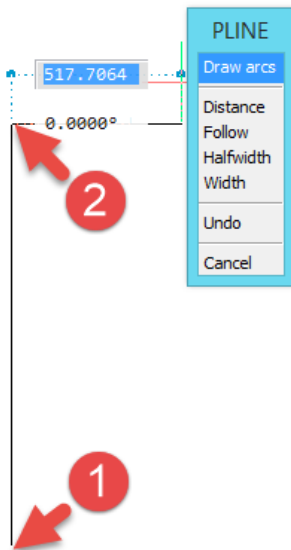 PLINE
517.7064
Draw arcs
0.0000°
Distance
Follow
Halfwidth
Width
2
Undo
Cancel
1